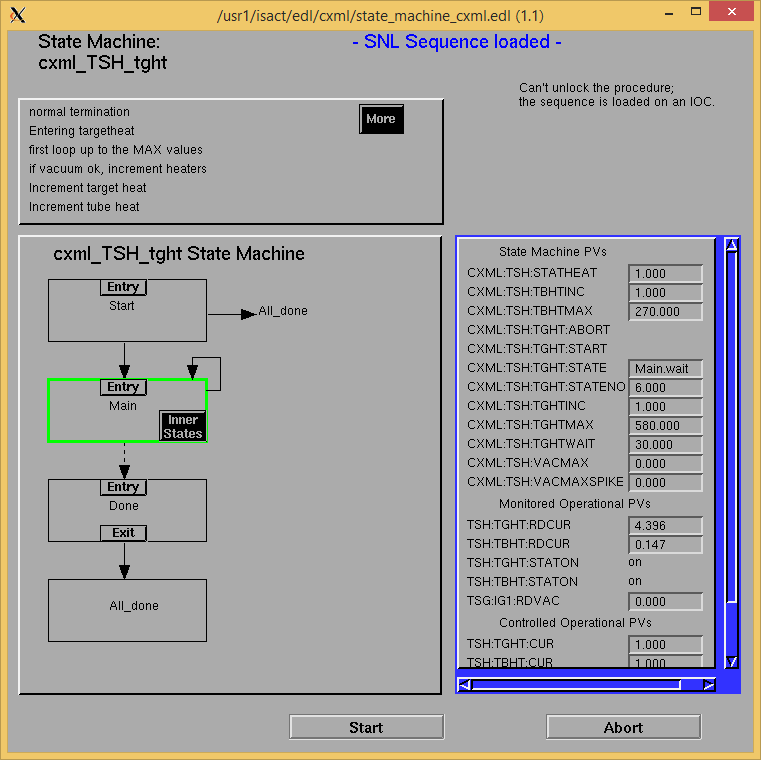 /usr1/isact/edl/cxml/state_machine_cxml.edl (1.1)
State Machine:
cxml_TSH_tght
- SNL Sequence loaded -
Can't unlock the procedure;
the sequence is loaded on an IOC.
normal termination
Entering targetheat
first loop up to the MAX values
if vacuum ok, increment heaters
Increment target heat
Increment tube heat
More
cxml_TSH_tght State Machine
Entry
Start
All_done
Entry
Main
Inner
States
Entry
Done
Exit
All_done
State Machine PVs
CXML:TSH:STATHEAT 1.000
CXML:TSH:TBHTINC 1.000
CXML:TSH:TBHTMAX 270.000
CXML:TSH:TGHT:ABORT
CXML:TSH:TGHT:START
CXML:TSH:TGHT:STATE Main.wait
CXML:TSH:TGHT:STATENO 6.000
CXML:TSH:TGHTINC 1.000
CXML:TSH:TGHTMAX 580.000
CXML:TSH:TGHTWAIT 30.000
CXML:TSH:VACMAX 0.000
CXML:TSH:VACMAXSPIKE 0.000
Monitored Operational PVs
TSH:TGHT:RDCUR 4.396
TSH:TBHT:RDCUR 0.147
TSH:TGHT:STATON on
TSH:TBHT:STATON on
TSG:IG1:RDVAC 0.000
Controlled Operational PVs
TSH:TGHT:CUR 1.000
TSH:TBHT:CUR 1.000
Start
Abort